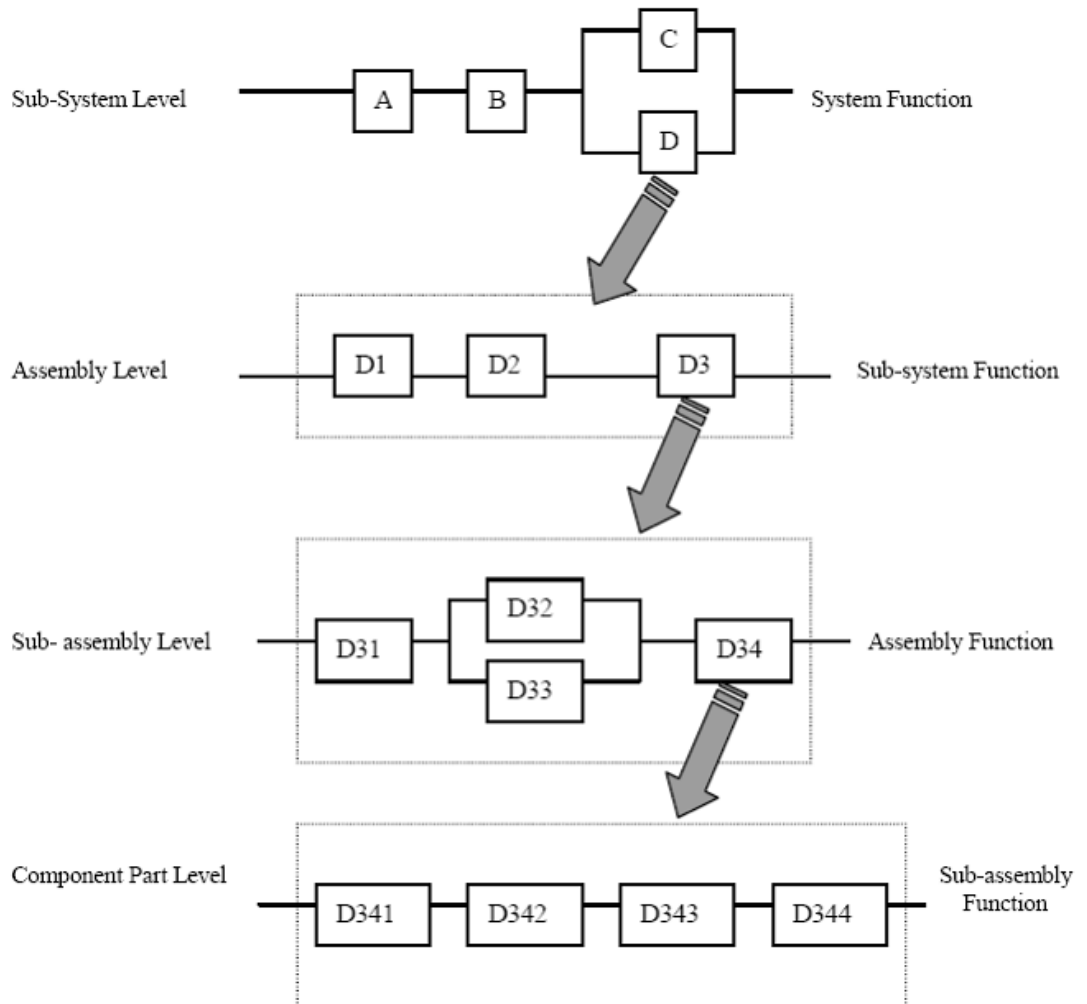 C
Sub-System Level
A
B
System Function
D
Assembly Level
D1
D2
D3
Sub-system Function
D32
Sub- assembly Level
D31
D34
Assembly Function
D33
Component Part Level
Sub-assembly
Function
D341
D342
D343
D344